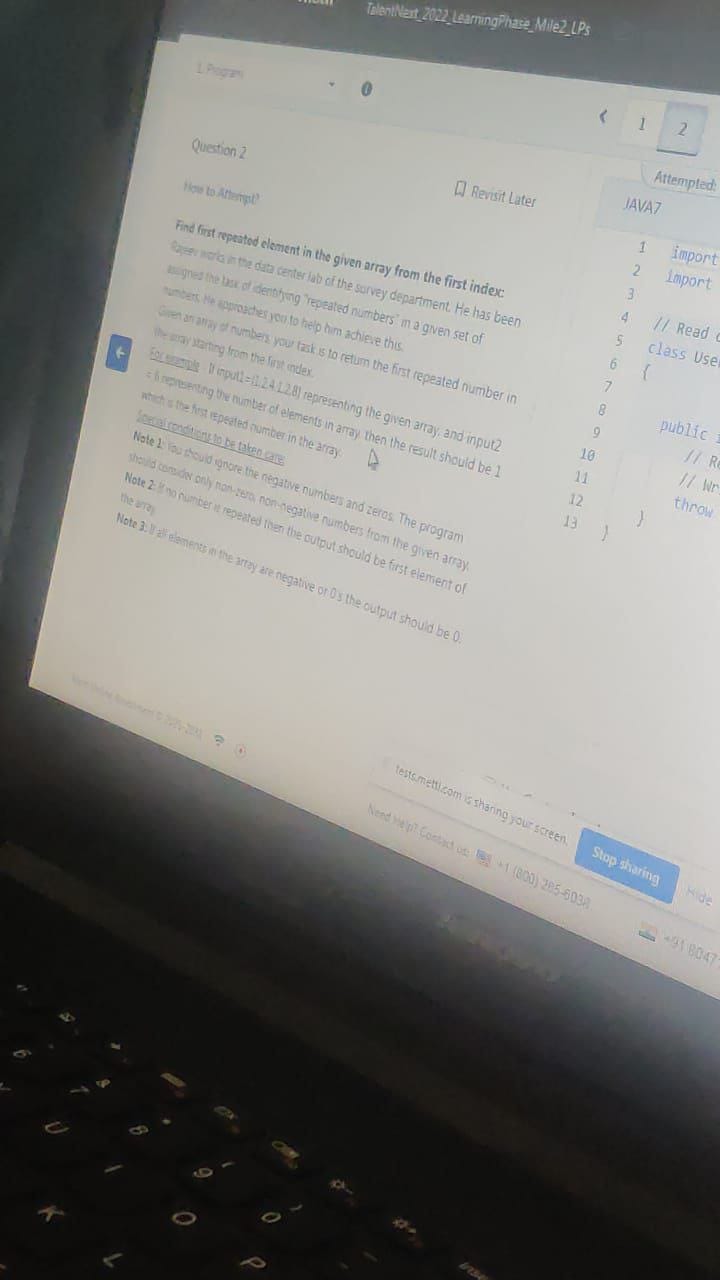 TalentNext_2022_LearningPhase_Mile2_LPs
1. Program
1
2
Question 2
Revisit Later
How to Attempt?
Attempted:
JAVA7
Find first repeated element in the given array from the first index:
Rajeev works in the data center lab of the survey department. He has been
assigned the task of identifying "repeated numbers" in a given set of
numbers. He approaches you to help him achieve this.
Given an array of numbers, your task is to return the first repeated number in
the array starting from the first index.
For example - If input1={1,2,4,1,2,8} representing the given array, and input2
= 6 representing the number of elements in array, then the result should be 1
which is the first repeated number in the array.
Special conditions to be taken care:
Note 1: You should ignore the negative numbers and zeros. The program
should consider only non-zero, non-negative numbers from the given array.
Note 2: If no number is repeated then the output should be first element of
the array.
Note 3: If all elements in the array are negative or 0's the output should be 0.
1 import
2 import
3
4 // Read
5 class Use
6 {
7
8
9 public
10 // Re
11 // Wr
12 throw
13 }
}
tests.mettl.com is sharing your screen.
Stop sharing
Hide
Need Help? Contact us:
+1 (800) 265-6038
+91 8047
6
7
8
9
0
U
I
O
P
K
L